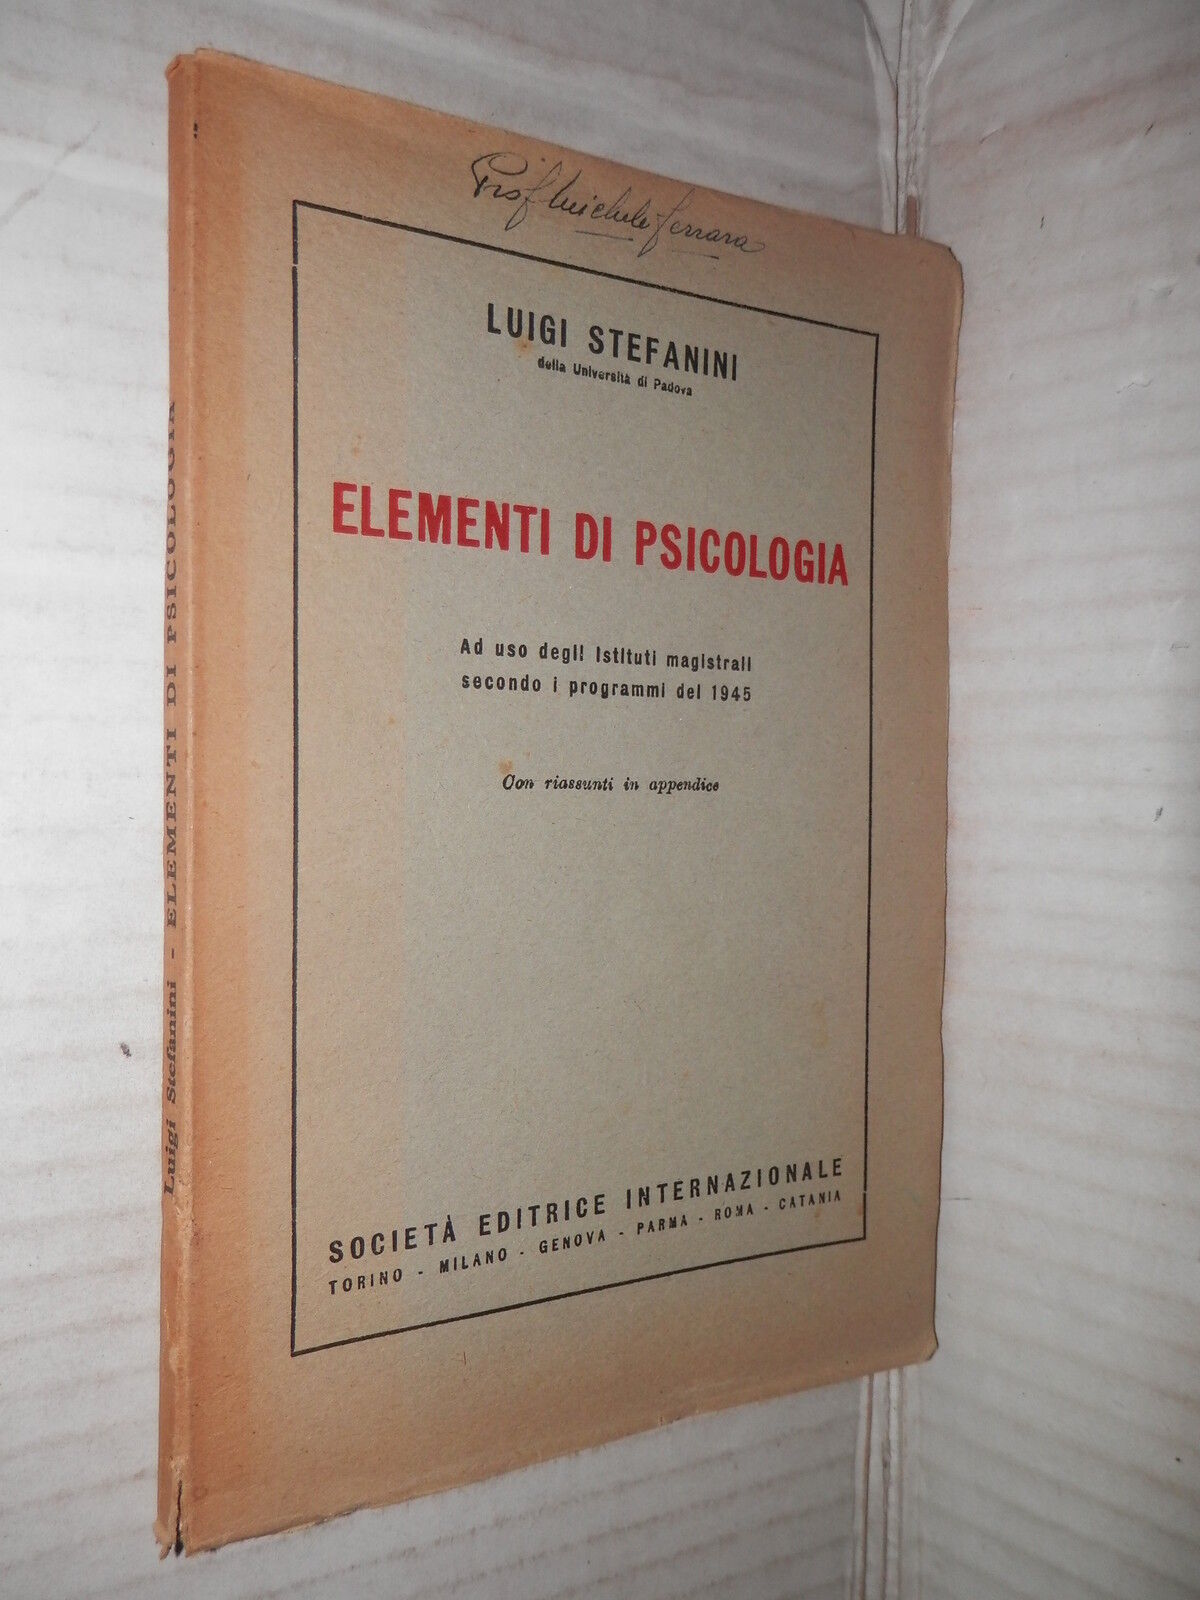 Prof Michele Ferrara
LUIGI STEFANINI
della Università di Padova
ELEMENTI DI PSICOLOGIA
Ad uso degli Istituti magistrali
secondo i programmi del 1945
Con riassunti in appendice
SOCIETÀ EDITRICE INTERNAZIONALE
TORINO - MILANO - GENOVA - PARMA - ROMA - CATANIA
Luigi Stefanini - ELEMENTI DI PSICOLOGIA